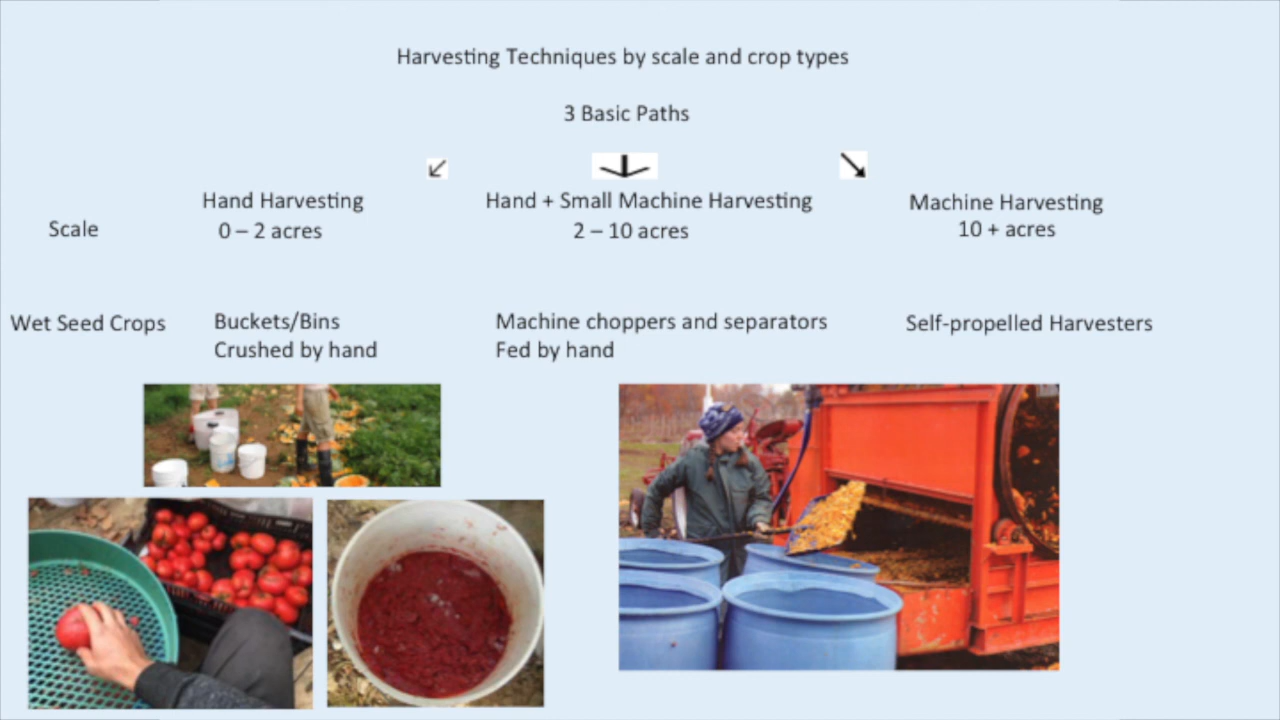 Harvesting Techniques by scale and crop types
3 Basic Paths
Hand Harvesting
Hand + Small Machine Harvesting
Machine Harvesting
Scale
0 – 2 acres
2 – 10 acres
10 + acres
Wet Seed Crops
Buckets/Bins
Crushed by hand
Machine choppers and separators
Fed by hand
Self-propelled Harvesters